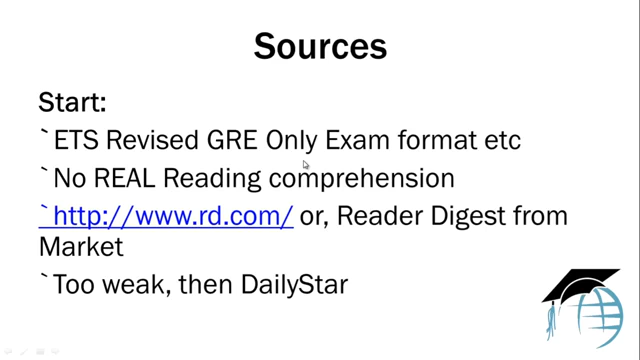 Sources
Start:
`ETS Revised GRE Only Exam format etc
`No REAL Reading comprehension
`http://www.rd.com/ or, Reader Digest from
Market
`Too weak, then DailyStar